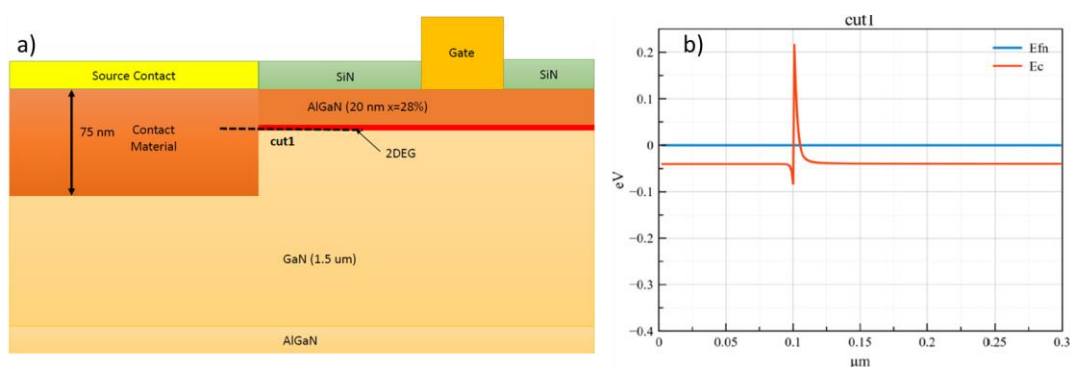 a)
Gate
Source Contact
SiN
SiN
AlGaN (20 nm x=28%)
75 nm
Contact
Material
cut1
2DEG
GaN (1.5 um)
AlGaN
b)
cut1
Efn
Ec
0.2
0.1
0
−0.1
−0.2
−0.3
−0.4
eV
0
0.05
0.1
0.15
0.2
0.25
0.3
μm